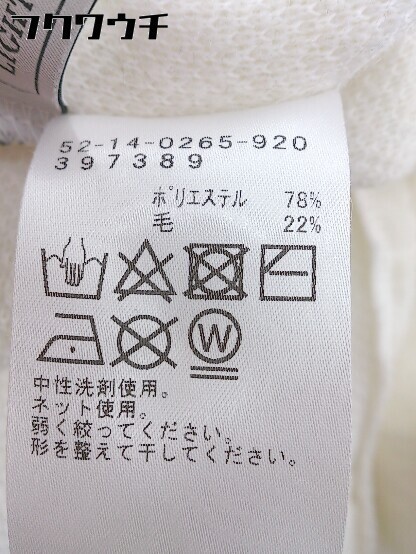 フクワウチ
LIGHT
52-14-0265-920
397389
ポリエステル 78%
毛 22%
W
中性洗剤使用。
ネット使用。
弱く絞ってください。
形を整えて干してください。